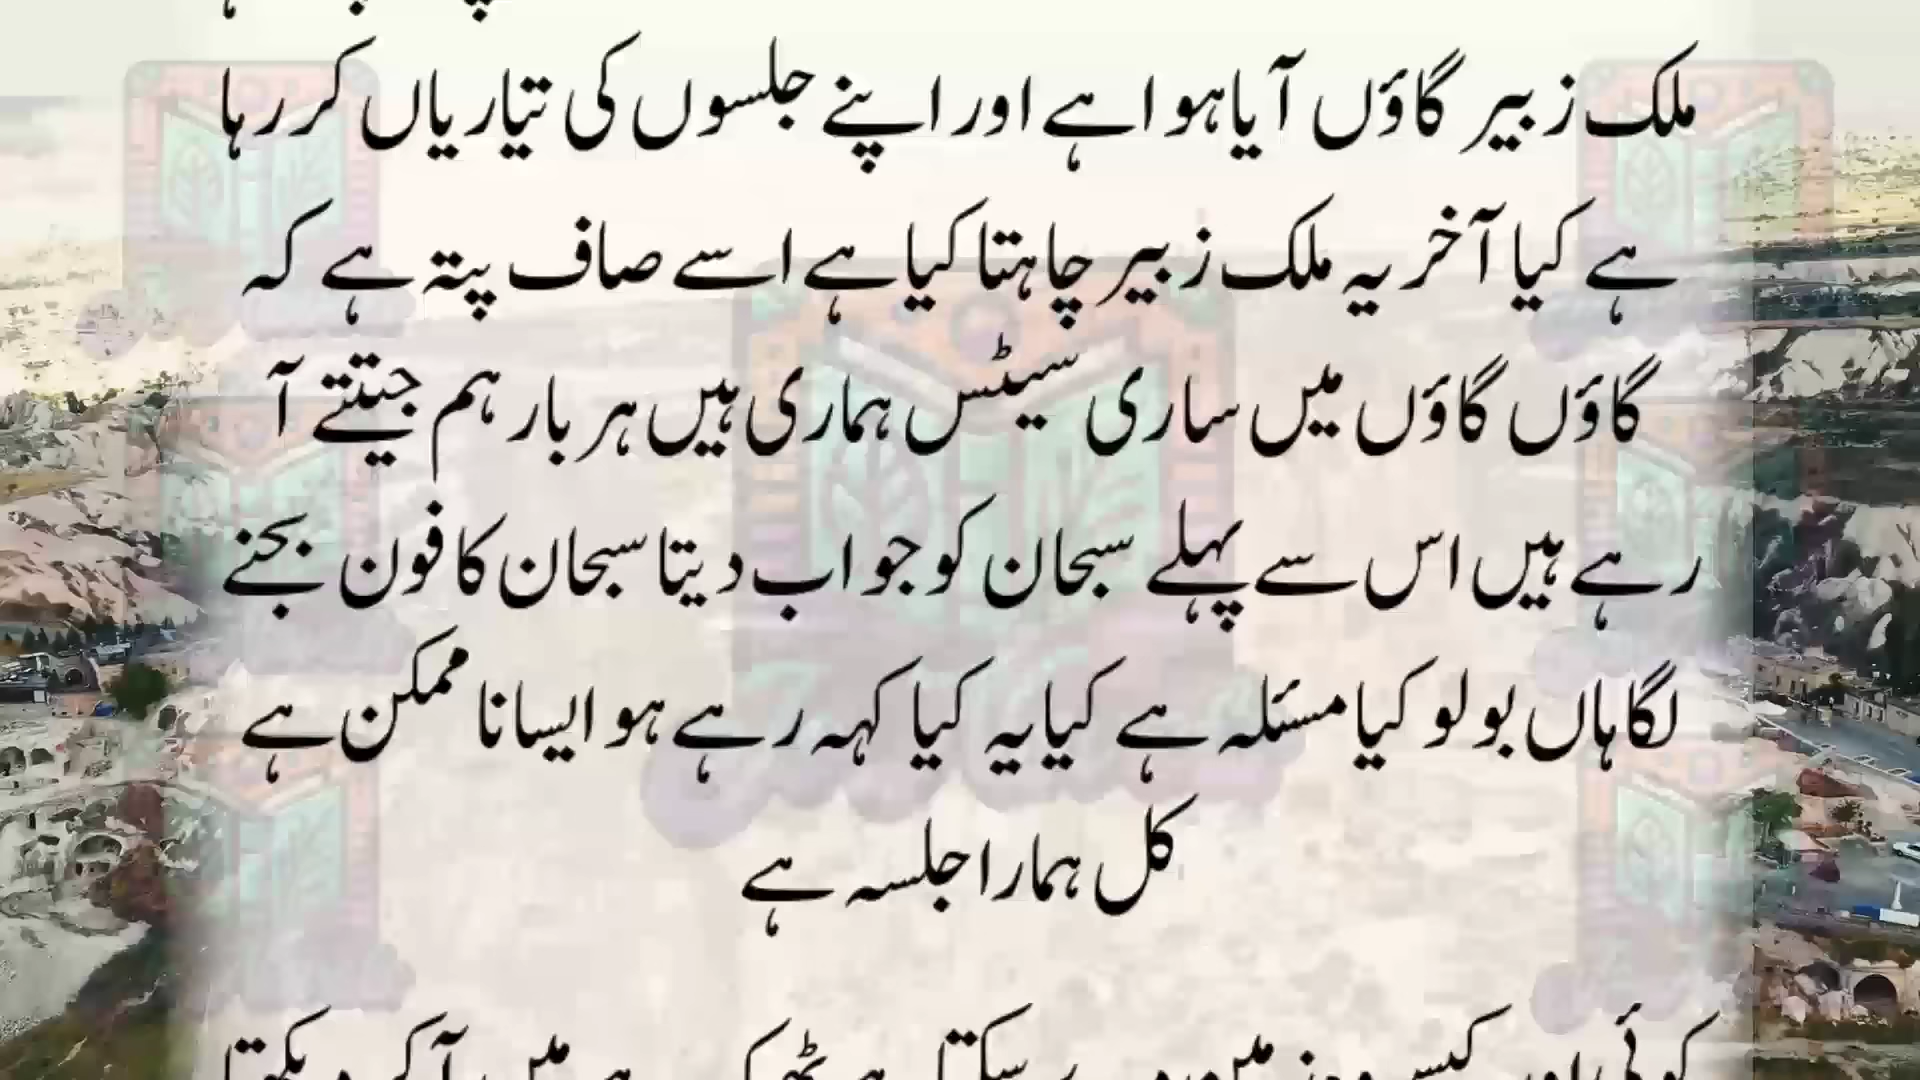 ملک زبیر گاؤں آیا ہوا ہے اور اپنے جلسوں کی تیاریاں کر رہا
ہے کیا آخر یہ ملک زبیر چاہتا کیا ہے اسے صاف پتہ ہے کہ
گاؤں گاؤں میں ساری سیٹس ہماری ہیں ہر بار ہم جیتتے آ
رہے ہیں اس سے پہلے سبحان کو جواب دیتا سبحان کا فون بجنے
لگا ہاں بولو کیا مسئلہ ہے کیا یہ کیا کہہ رہے ہو ایسا نا ممکن ہے
کل ہمارا جلسہ ہے